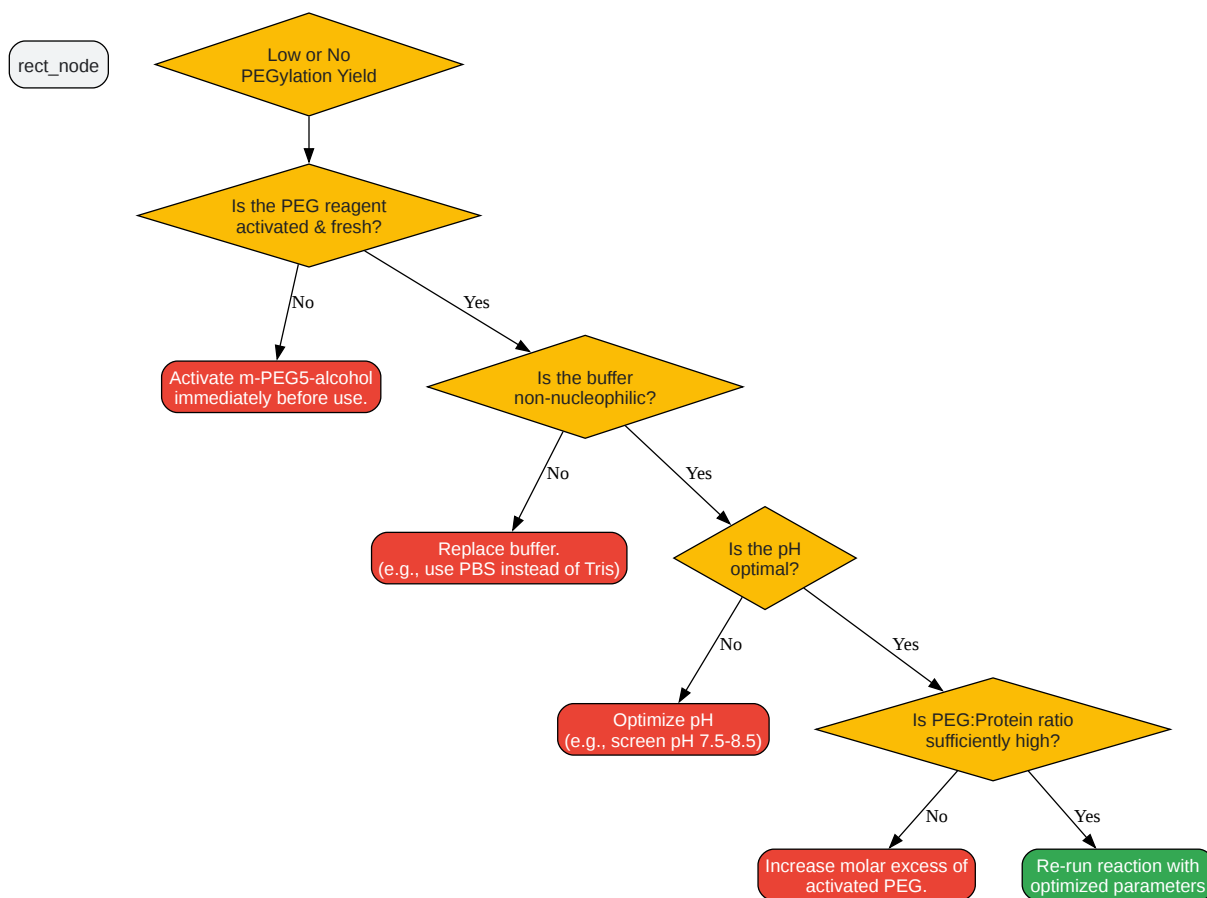 rect_node
Low or No
PEGylation Yield
Is the PEG reagent
activated & fresh?
No
Yes
Activate m-PEG5-alcohol
immediately before use.
Is the buffer
non-nucleophilic?
No
Yes
Replace buffer.
(e.g., use PBS instead of Tris)
Is the pH
optimal?
No
Yes
Optimize pH
(e.g., screen pH 7.5-8.5)
Is PEG:Protein ratio
sufficiently high?
No
Yes
Increase molar excess of
activated PEG.
Re-run reaction with
optimized parameters